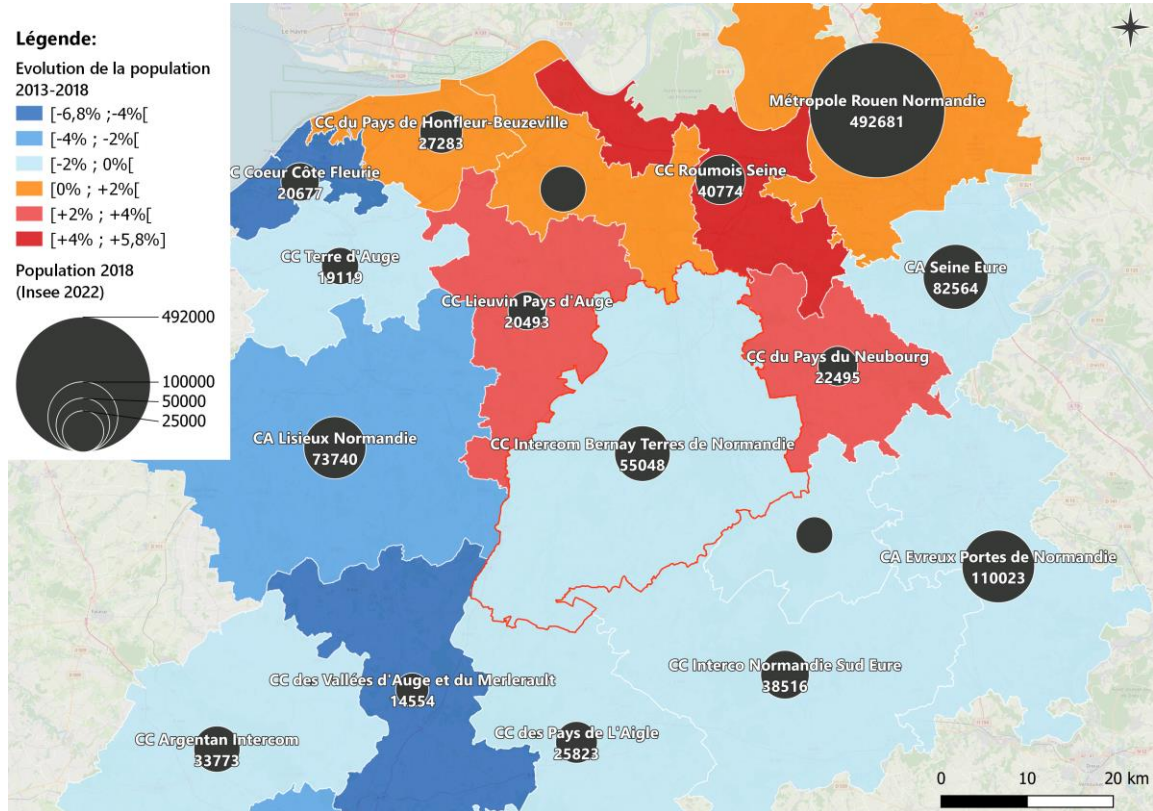 Légende:
Evolution de la population
2013-2018
[-6,8% ;-4%[
[-4% ; -2%[
[-2% ; 0%[
[0% ; +2%[
[+2% ; +4%[
[+4% ; +5,8%]
Population 2018
(Insee 2022)
492000
100000
50000
25000
Métropole Rouen Normandie
492681
CC du Pays de Honfleur-Beuzeville
27283
C Coeur Côte Fleurie
20677
CC Roumois Seine
40774
CC Terre d'Auge
19119
CA Seine Eure
82564
CC Lieuvin Pays d'Auge
20493
CC du Pays du Neubourg
22495
CA Lisieux Normandie
73740
CC Intercom Bernay Terres de Normandie
55048
CA Evreux Portes de Normandie
110023
CC des Vallées d'Auge et du Merlerault
14554
CC Interco Normandie Sud Eure
38516
CC Argentan Intercom
33773
CC des Pays de L'Aigle
25823
0 10 20 km